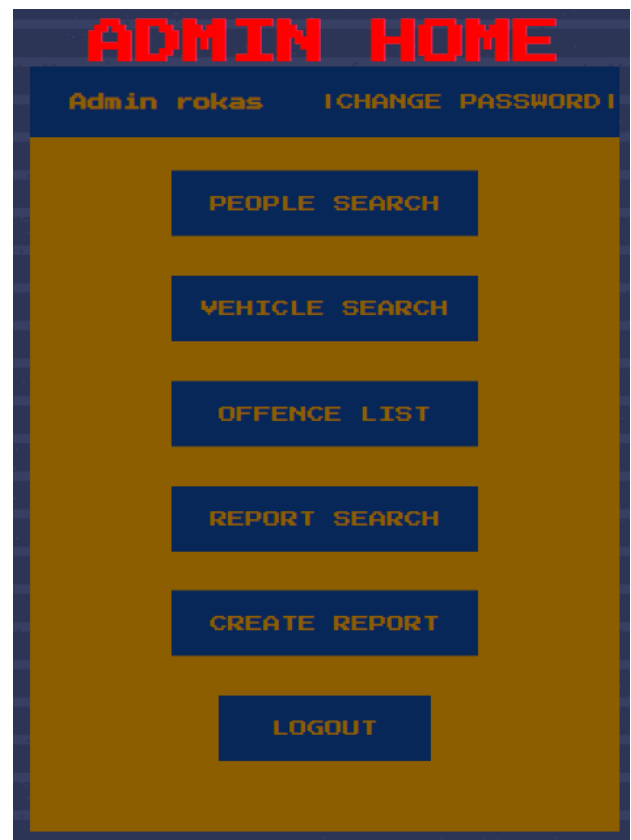 ADMIN HOME
Admin rokas |CHANGE PASSWORD|
PEOPLE SEARCH
VEHICLE SEARCH
OFFENCE LIST
REPORT SEARCH
CREATE REPORT
LOGOUT